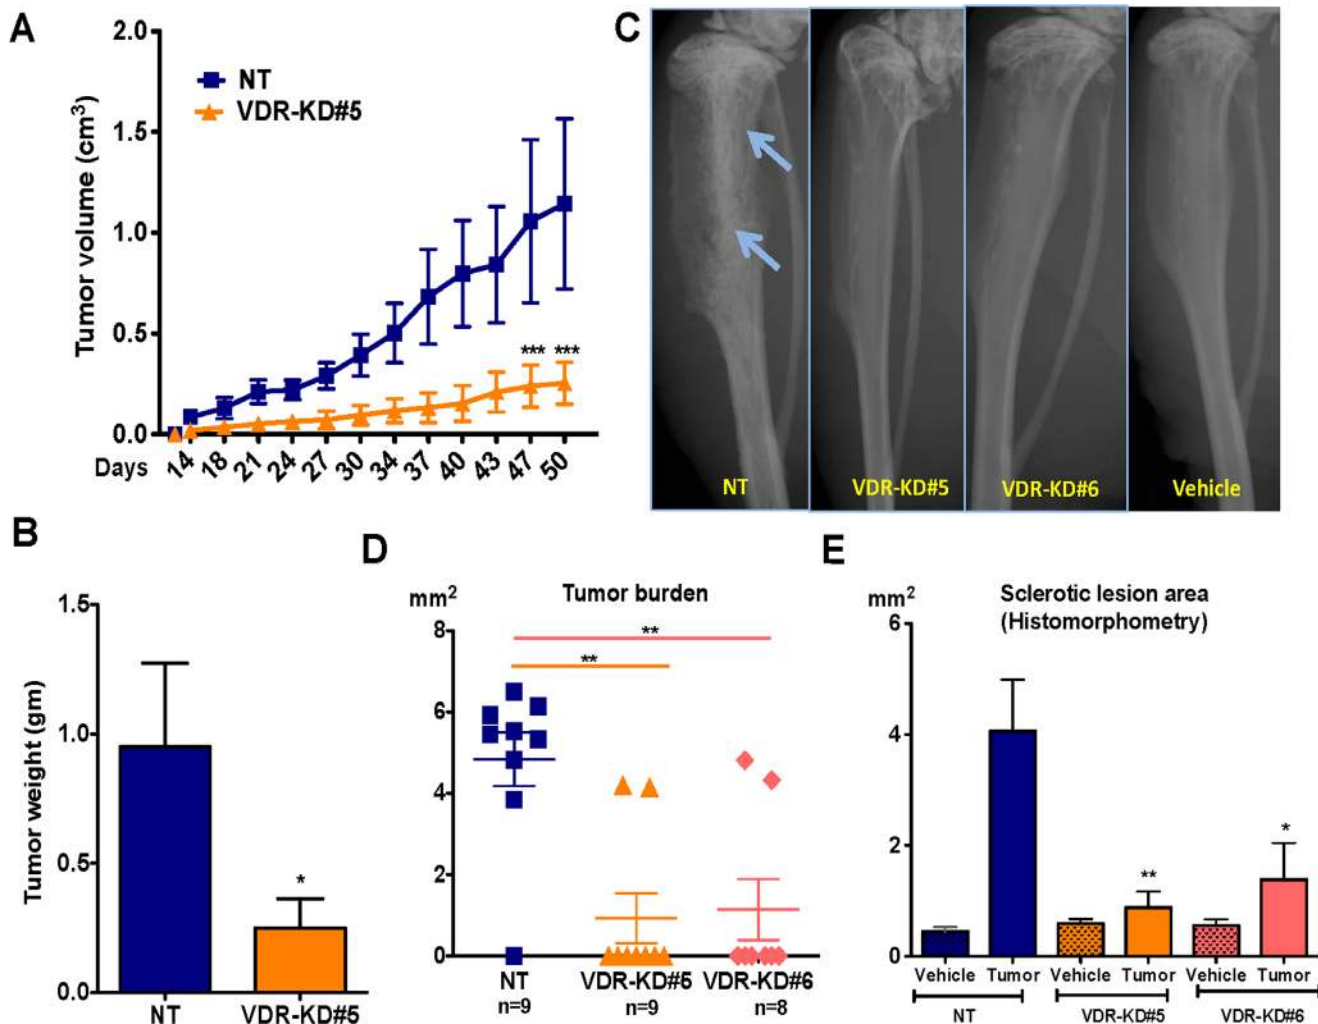 A
2.0
1.5
1.0
0.5
0.0
Tumor volume (cm³)
NT
VDR-KD#5
*** ***
Days 14 18 21 24 27 30 34 37 40 43 47 50
B
1.5
1.0
0.5
0.0
Tumor weight (gm)
*
NT VDR-KD#5
C
NT VDR-KD#5 VDR-KD#6 Vehicle
D
mm²
Tumor burden
8
6
4
2
0
**
**
NT VDR-KD#5 VDR-KD#6
n=9 n=9 n=8
E
mm²
Sclerotic lesion area
(Histomorphometry)
6
4
2
0
**
*
Vehicle Tumor Vehicle Tumor Vehicle Tumor
NT VDR-KD#5 VDR-KD#6